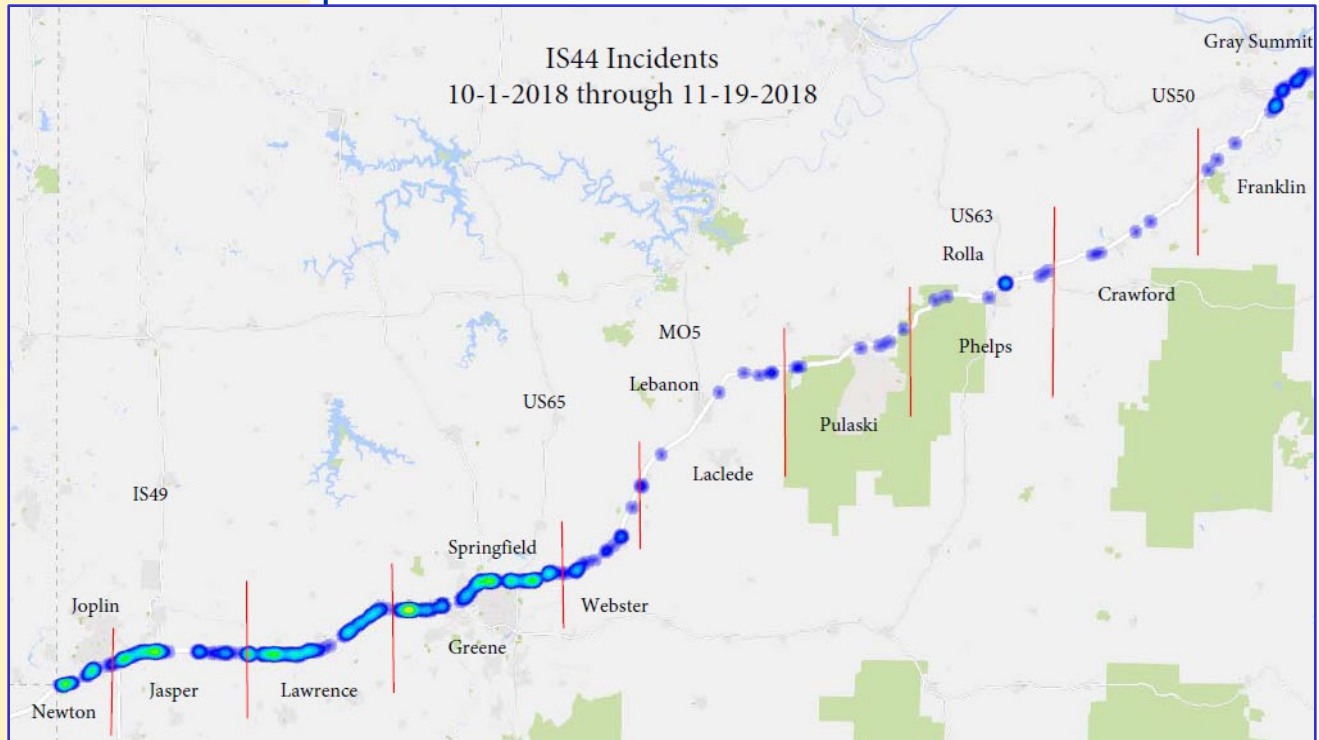 IS44 Incidents
10-1-2018 through 11-19-2018
Gray Summit
US50
Franklin
US63
Rolla
Crawford
MO5
Phelps
Lebanon
US65
Pulaski
Laclede
IS49
Springfield
Joplin
Webster
Greene
Jasper
Lawrence
Newton